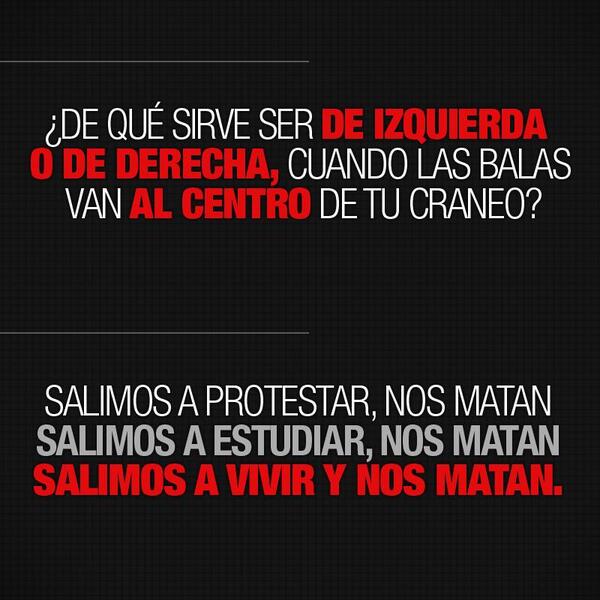 ¿DE QUÉ SIRVE SER DE IZQUIERDA
O DE DERECHA, CUANDO LAS BALAS
VAN AL CENTRO DE TU CRANEO?
SALIMOS A PROTESTAR, NOS MATAN
SALIMOS A ESTUDIAR, NOS MATAN
SALIMOS A VIVIR Y NOS MATAN.